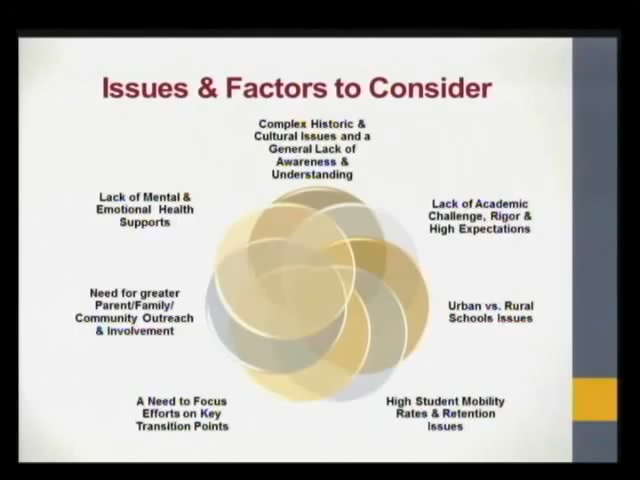 Issues & Factors to Consider
Complex Historic &
Cultural Issues and a
General Lack of
Awareness &
Understanding
Lack of Academic
Challenge, Rigor &
High Expectations
Urban vs. Rural
Schools Issues
High Student Mobility
Rates & Retention
Issues
A Need to Focus
Efforts on Key
Transition Points
Need for greater
Parent/Family/
Community Outreach
& Involvement
Lack of Mental &
Emotional Health
Supports